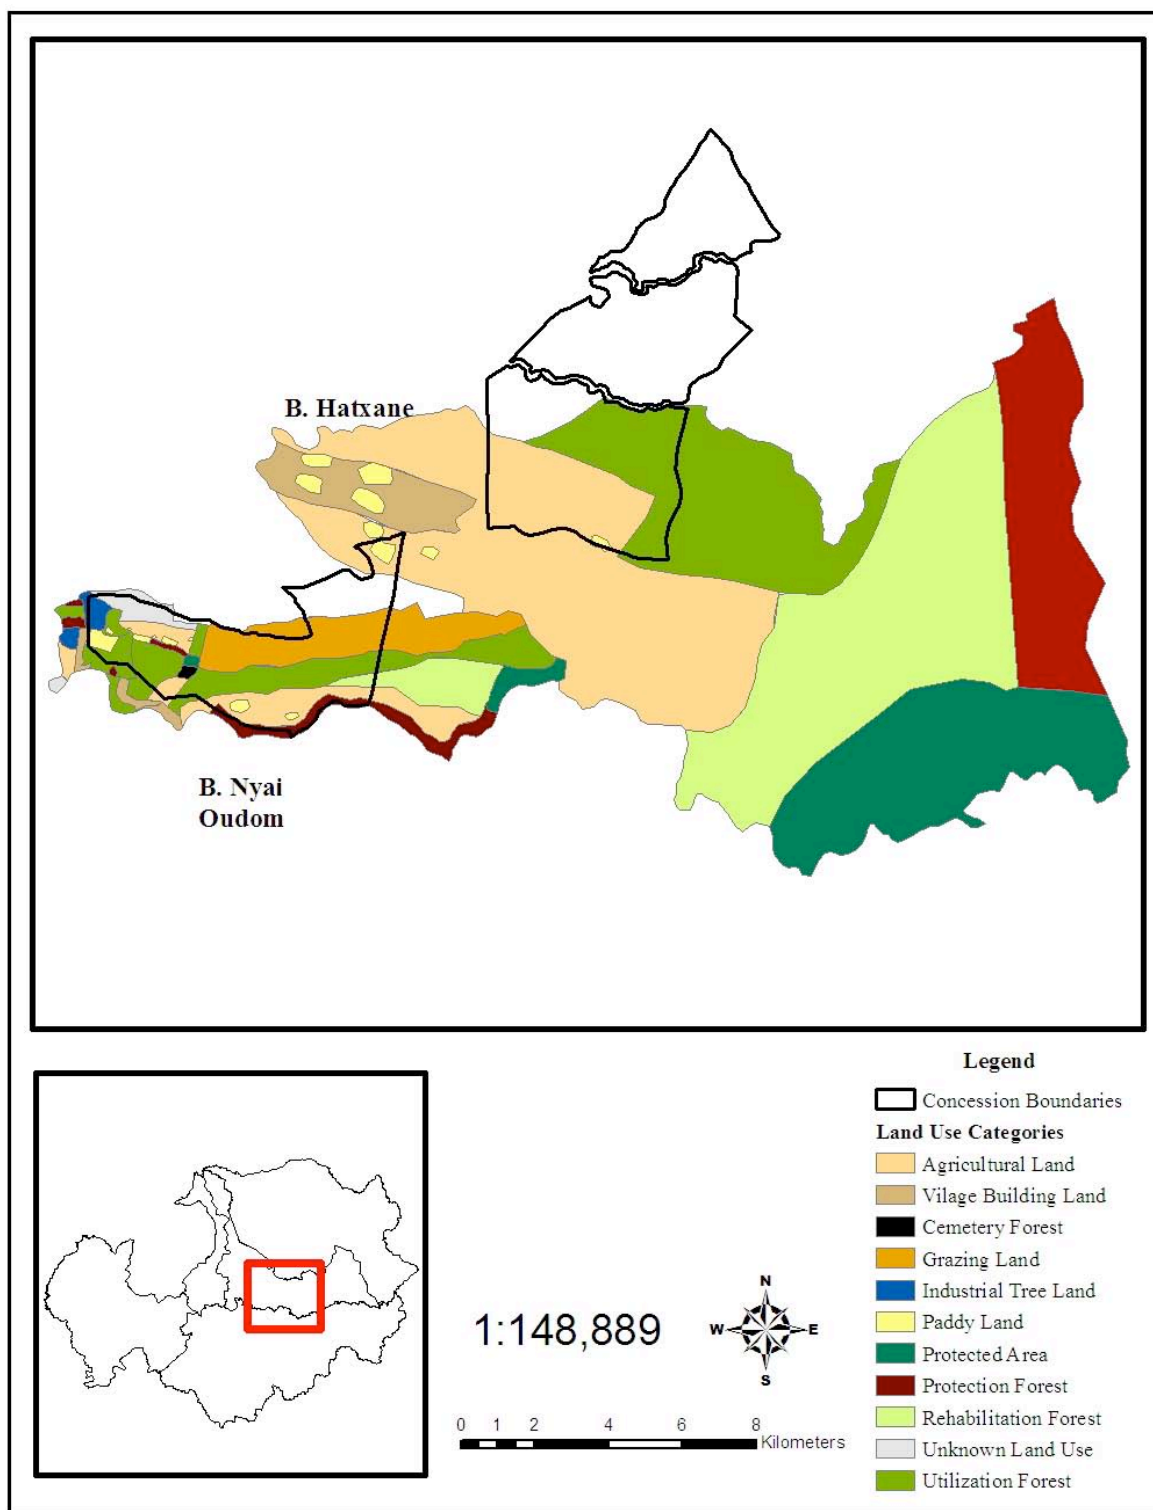 B. Hatxane
B. Nyai
Oudom
Legend
Concession Boundaries
Land Use Categories
Agricultural Land
Vilage Building Land
Cemetery Forest
Grazing Land
Industrial Tree Land
Paddy Land
Protected Area
Protection Forest
Rehabilitation Forest
Unknown Land Use
Utilization Forest
1:148,889
N
W E
S
0 1 2 4 6 8
Kilometers